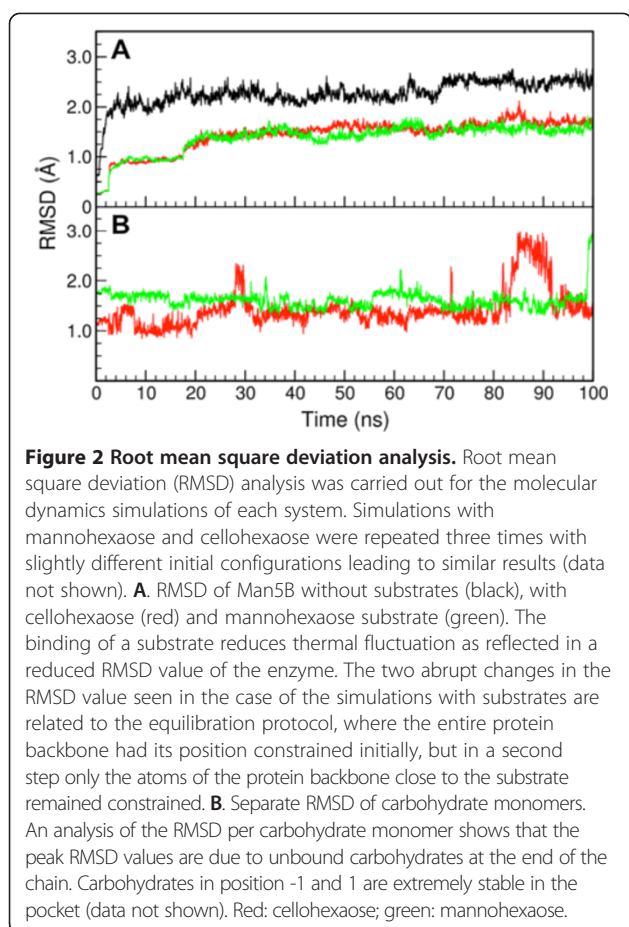 A
3.0
2.0
1.0
0
RMSD (Å)
B
3.0
2.0
1.0
0 10 20 30 40 50 60 70 80 90 100
Time (ns)
Figure 2 Root mean square deviation analysis. Root mean
square deviation (RMSD) analysis was carried out for the molecular
dynamics simulations of each system. Simulations with
mannohexaose and cellohexaose were repeated three times with
slightly different initial configurations leading to similar results (data
not shown). A. RMSD of Man5B without substrates (black), with
cellohexaose (red) and mannohexaose substrate (green). The
binding of a substrate reduces thermal fluctuation as reflected in a
reduced RMSD value of the enzyme. The two abrupt changes in the
RMSD value seen in the case of the simulations with substrates are
related to the equilibration protocol, where the entire protein
backbone had its position constrained initially, but in a second
step only the atoms of the protein backbone close to the substrate
remained constrained. B. Separate RMSD of carbohydrate monomers.
An analysis of the RMSD per carbohydrate monomer shows that the
peak RMSD values are due to unbound carbohydrates at the end of the
chain. Carbohydrates in position -1 and 1 are extremely stable in the
pocket (data not shown). Red: cellohexaose; green: mannohexaose.